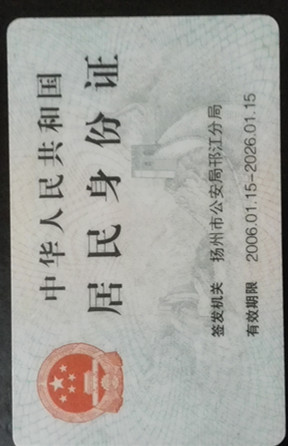 中华人民共和国
居民身份证
签发机关 扬州市公安局邗江分局
有效期限 2006.01.15-2026.01.15